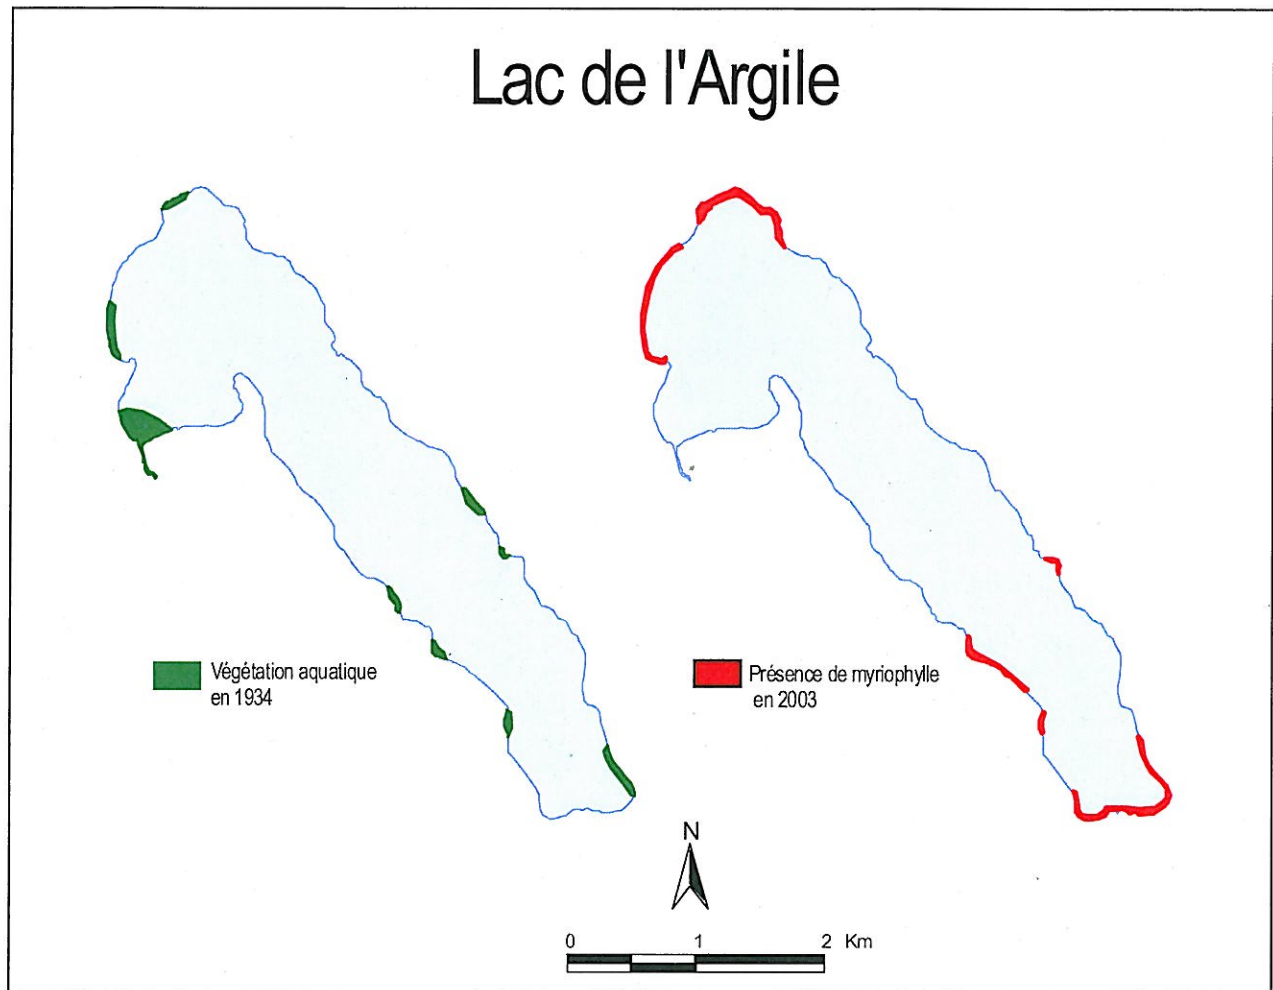 Lac de l'Argile
Végétation aquatique
en 1934
Présence de myriophylle
en 2003
N
0 1 2 Km